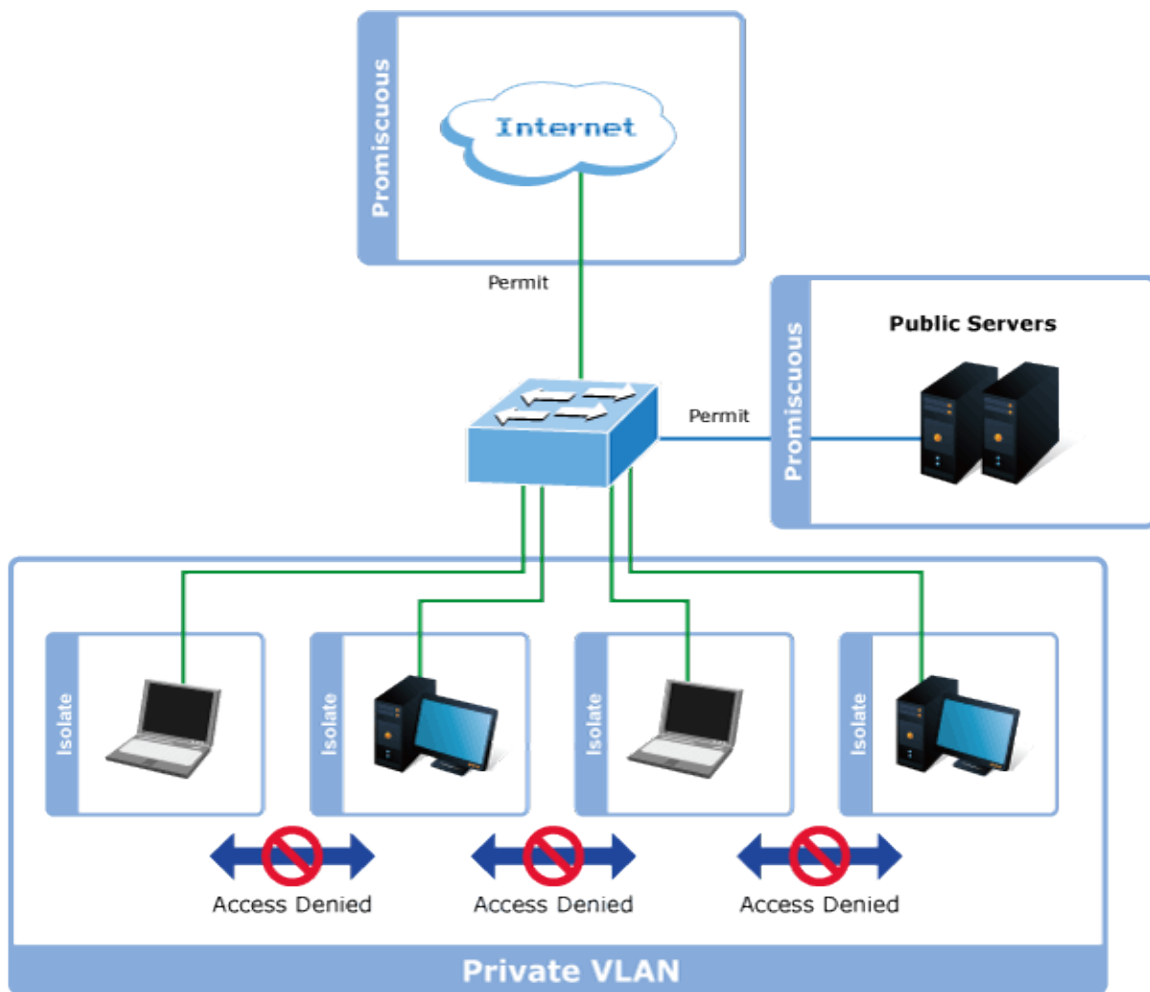 Promiscuous
Internet
Permit
Promiscuous
Public Servers
Permit
Isolate
Isolate
Isolate
Isolate
Access Denied
Access Denied
Access Denied
Private VLAN